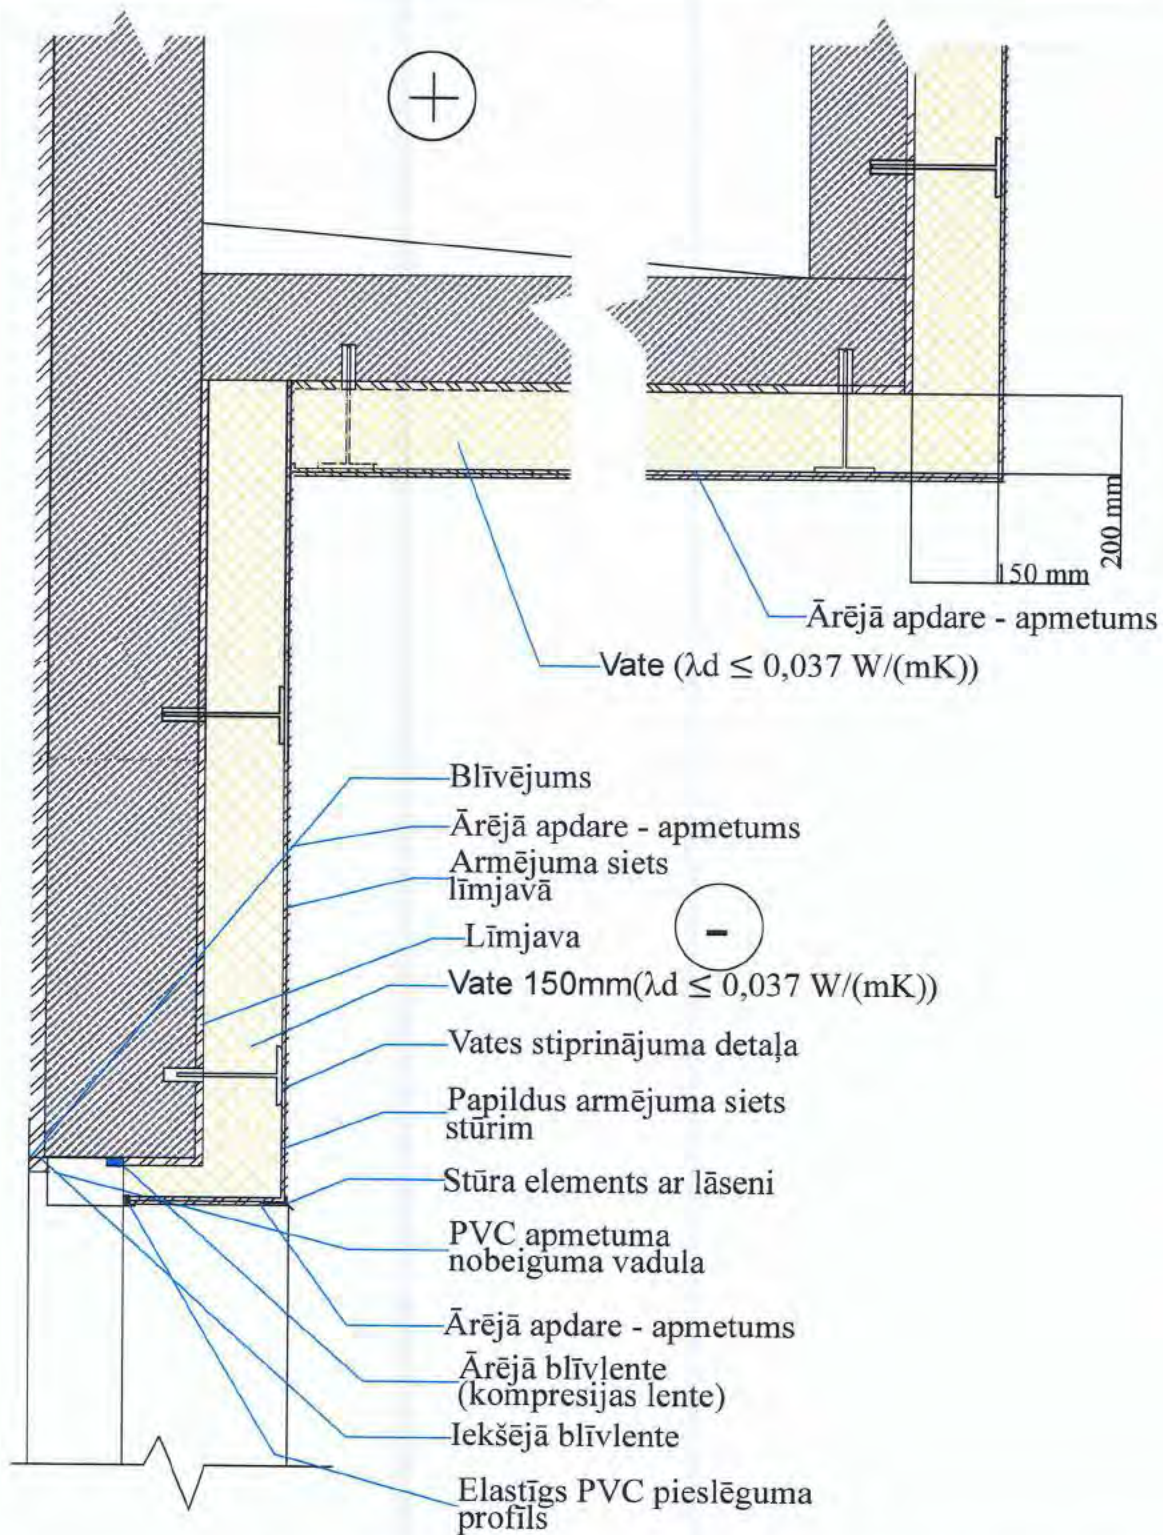 +
200 mm
150 mm
Ārējā apdare - apmetums
Vate (λd ≤ 0,037 W/(mK))
Blīvējums
Ārējā apdare - apmetums
Armējuma siets
līmjavā
-
Līmjava
Vate 150mm(λd ≤ 0,037 W/(mK))
Vates stiprinājuma detaļa
Papildus armējuma siets
stūrim
Stūra elements ar lāseni
PVC apmetuma
nobeiguma vadula
Ārējā apdare - apmetums
Ārējā blīvlente
(kompresijas lente)
Iekšējā blīvlente
Elastīgs PVC pieslēguma
profils